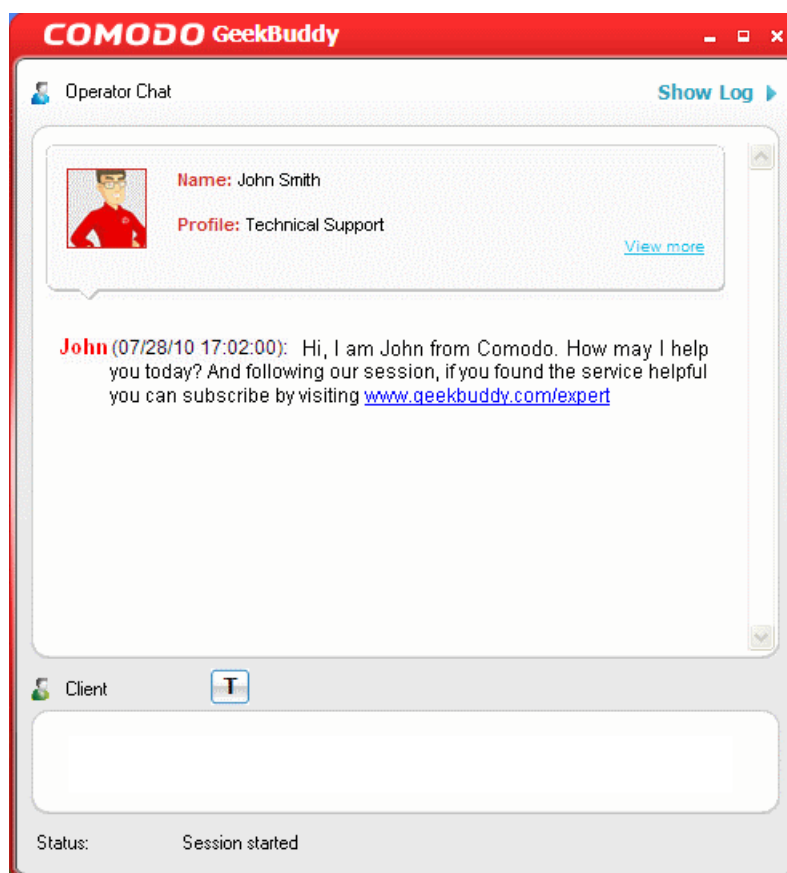 COMODO GeekBuddy
Operator Chat
Show Log
Name: John Smith
Profile: Technical Support
View more
John (07/28/10 17:02:00): Hi, I am John from Comodo. How may I help
you today? And following our session, if you found the service helpful
you can subscribe by visiting www.geekbuddy.com/expert
Client
T
Status: Session started